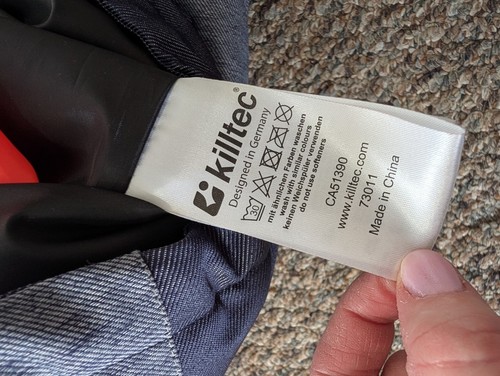 killtec®
Designed in Germany
30
mit ähnlichen Farben waschen
wash with similar colours
keinen Weichspüler verwenden
do not use softeners
CA51390
www.killtec.com
73011
Made in China